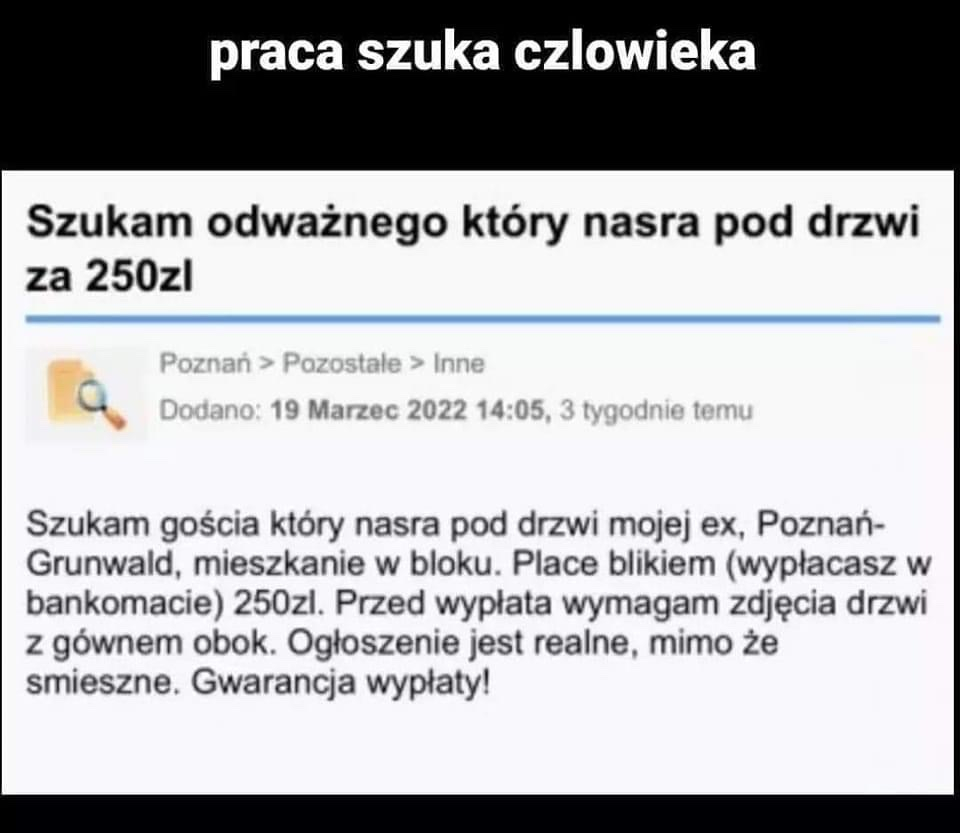 praca szuka czlowieka
Szukam odważnego który nasra pod drzwi
za 250zl
Poznań > Pozostałe > Inne
Dodano: 19 Marzec 2022 14:05, 3 tygodnie temu
Szukam gościa który nasra pod drzwi mojej ex, Poznań-
Grunwald, mieszkanie w bloku. Place blikiem (wypłacasz w
bankomacie) 250zl. Przed wypłata wymagam zdjęcia drzwi
z gównem obok. Ogłoszenie jest realne, mimo że
smieszne. Gwarancja wypłaty!